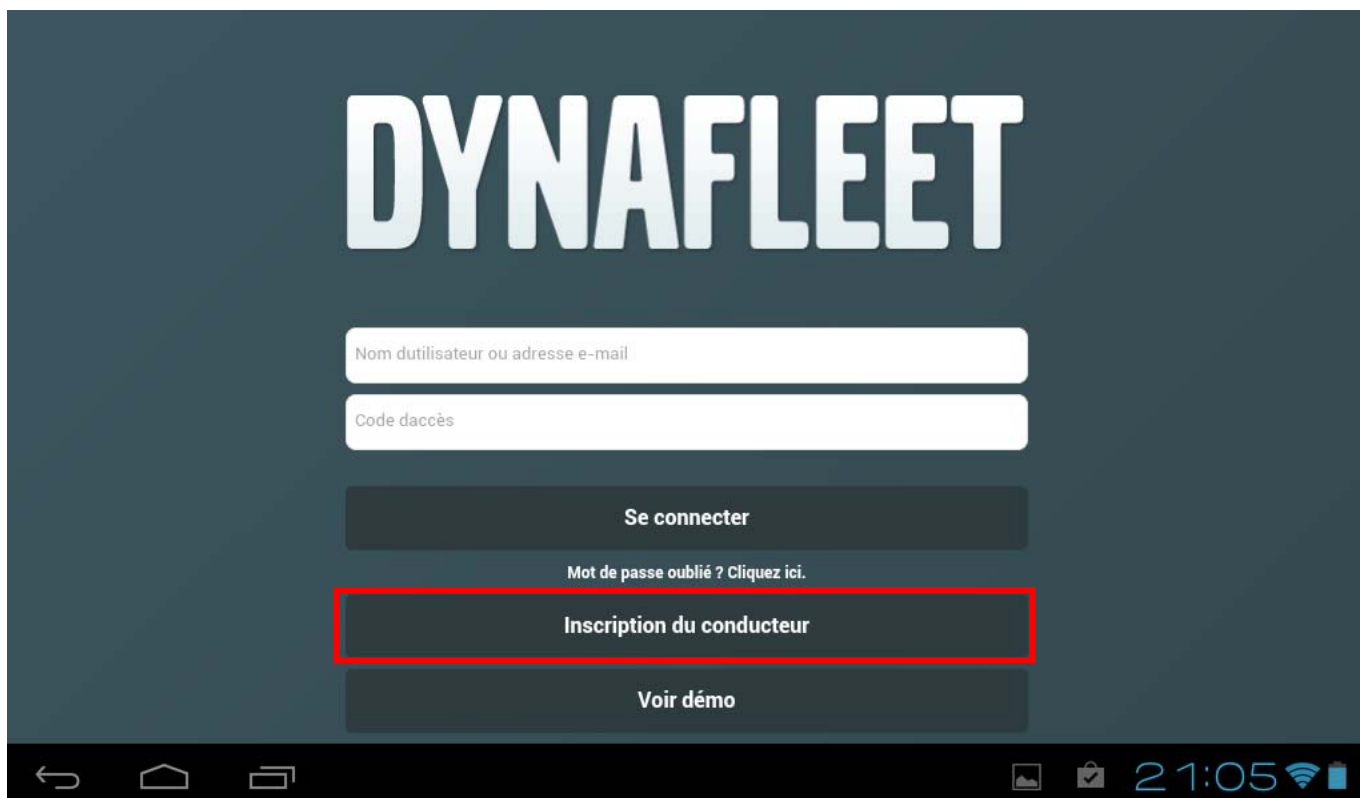 DYNAFLEET
Nom dutilisateur ou adresse e-mail
Code daccès
Se connecter
Mot de passe oublié ? Cliquez ici.
Inscription du conducteur
Voir démo
21:05